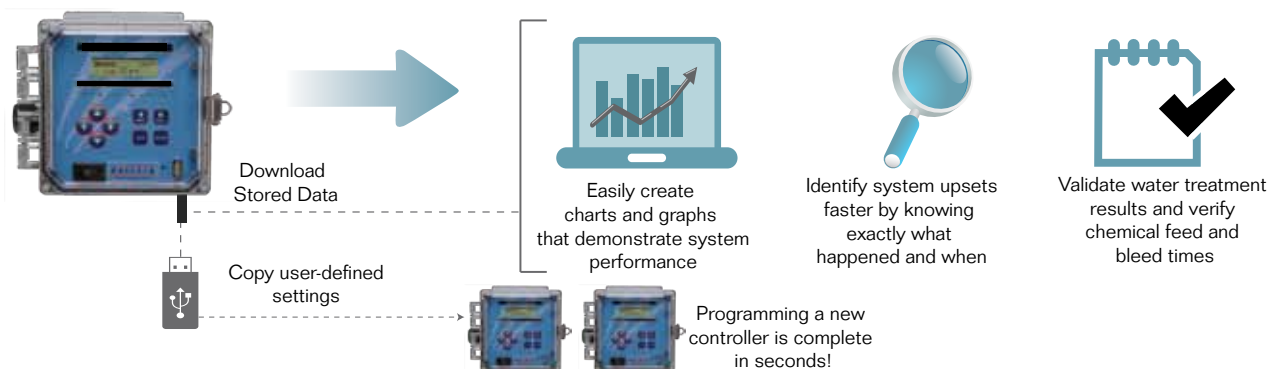 Download
Stored Data
Copy user-defined
settings
Easily create
charts and graphs
that demonstrate system
performance
Identify system upsets
faster by knowing
exactly what
happened and when
Validate water treatment
results and verify
chemical feed and
bleed times
Programming a new
controller is complete
in seconds!